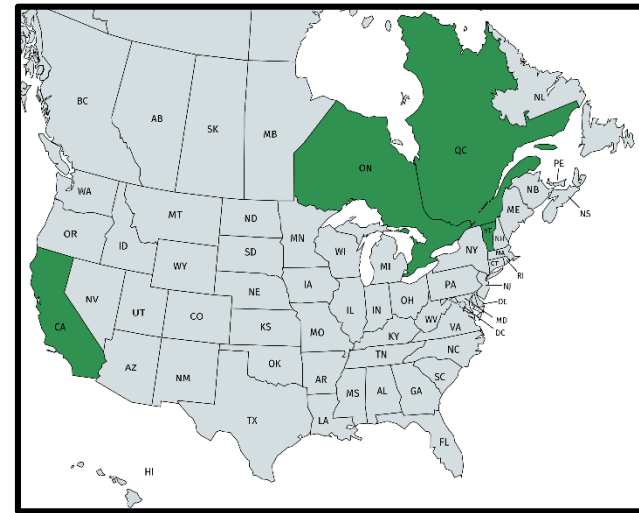 BC
AB
SK
MB
ON
QC
NL
PE
NB
NS
WA
MT
ND
MN
ME
OR
ID
SD
WI
MI
NY
VT
NH
MA
CT
RI
WY
IA
PA
NJ
NE
IL
IN
OH
DE
NV
UT
CO
KS
MO
WV
VA
MD
DC
CA
KY
TN
NC
AZ
NM
OK
AR
SC
MS
AL
GA
TX
LA
FL
HI